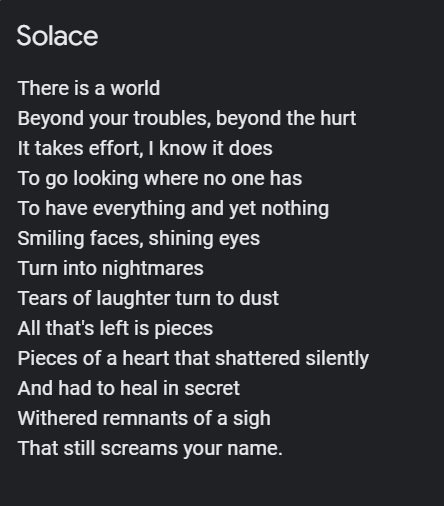 Solace
There is a world
Beyond your troubles, beyond the hurt
It takes effort, I know it does
To go looking where no one has
To have everything and yet nothing
Smiling faces, shining eyes
Turn into nightmares
Tears of laughter turn to dust
All that's left is pieces
Pieces of a heart that shattered silently
And had to heal in secret
Withered remnants of a sigh
That still screams your name.